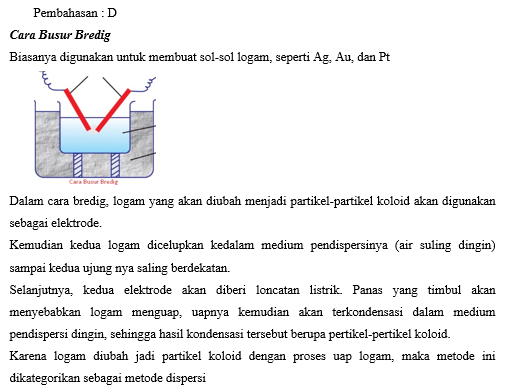 Pembahasan : D
Cara Busur Bredig
Biasanya digunakan untuk membuat sol-sol logam, seperti Ag, Au, dan Pt
Cara Busur Bredig
Dalam cara bredig, logam yang akan diubah menjadi partikel-partikel koloid akan digunakan
sebagai elektrode.
Kemudian kedua logam dicelupkan kedalam medium pendispersinya (air suling dingin)
sampai kedua ujung nya saling berdekatan.
Selanjutnya, kedua elektrode akan diberi loncatan listrik. Panas yang timbul akan
menyebabkan logam menguap, uapnya kemudian akan terkondensasi dalam medium
pendispersi dingin, sehingga hasil kondensasi tersebut berupa pertikel-pertikel koloid.
Karena logam diubah jadi partikel koloid dengan proses uap logam, maka metode ini
dikategorikan sebagai metode dispersi